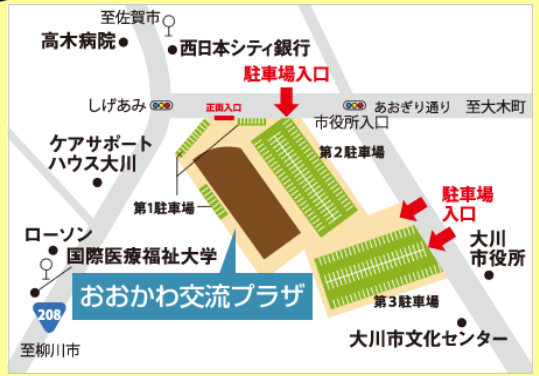 至佐賀市
高木病院
西日本シティ銀行
駐車場入口
しげあみ
正面入口
あおぎり通り
至大木町
市役所入口
ケアサポート
ハウス大川
第2駐車場
第1駐車場
駐車場
入口
ローソン
国際医療福祉大学
大川
市役所
おおかわ交流プラザ
第3駐車場
208
至柳川市
大川市文化センター